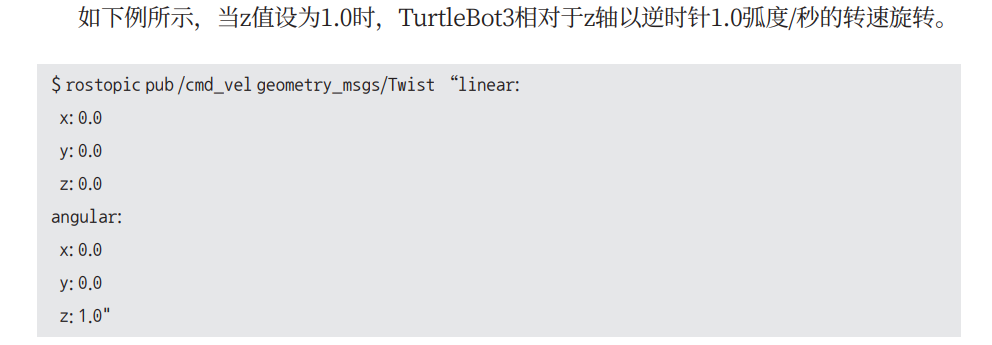 如下例所示，当z值设为1.0时，TurtleBot3相对于z轴以逆时针1.0弧度/秒的转速旋转。
$ rostopic pub /cmd_vel geometry_msgs/Twist “linear:
x: 0.0
y: 0.0
z: 0.0
angular:
x: 0.0
y: 0.0
z: 1.0"